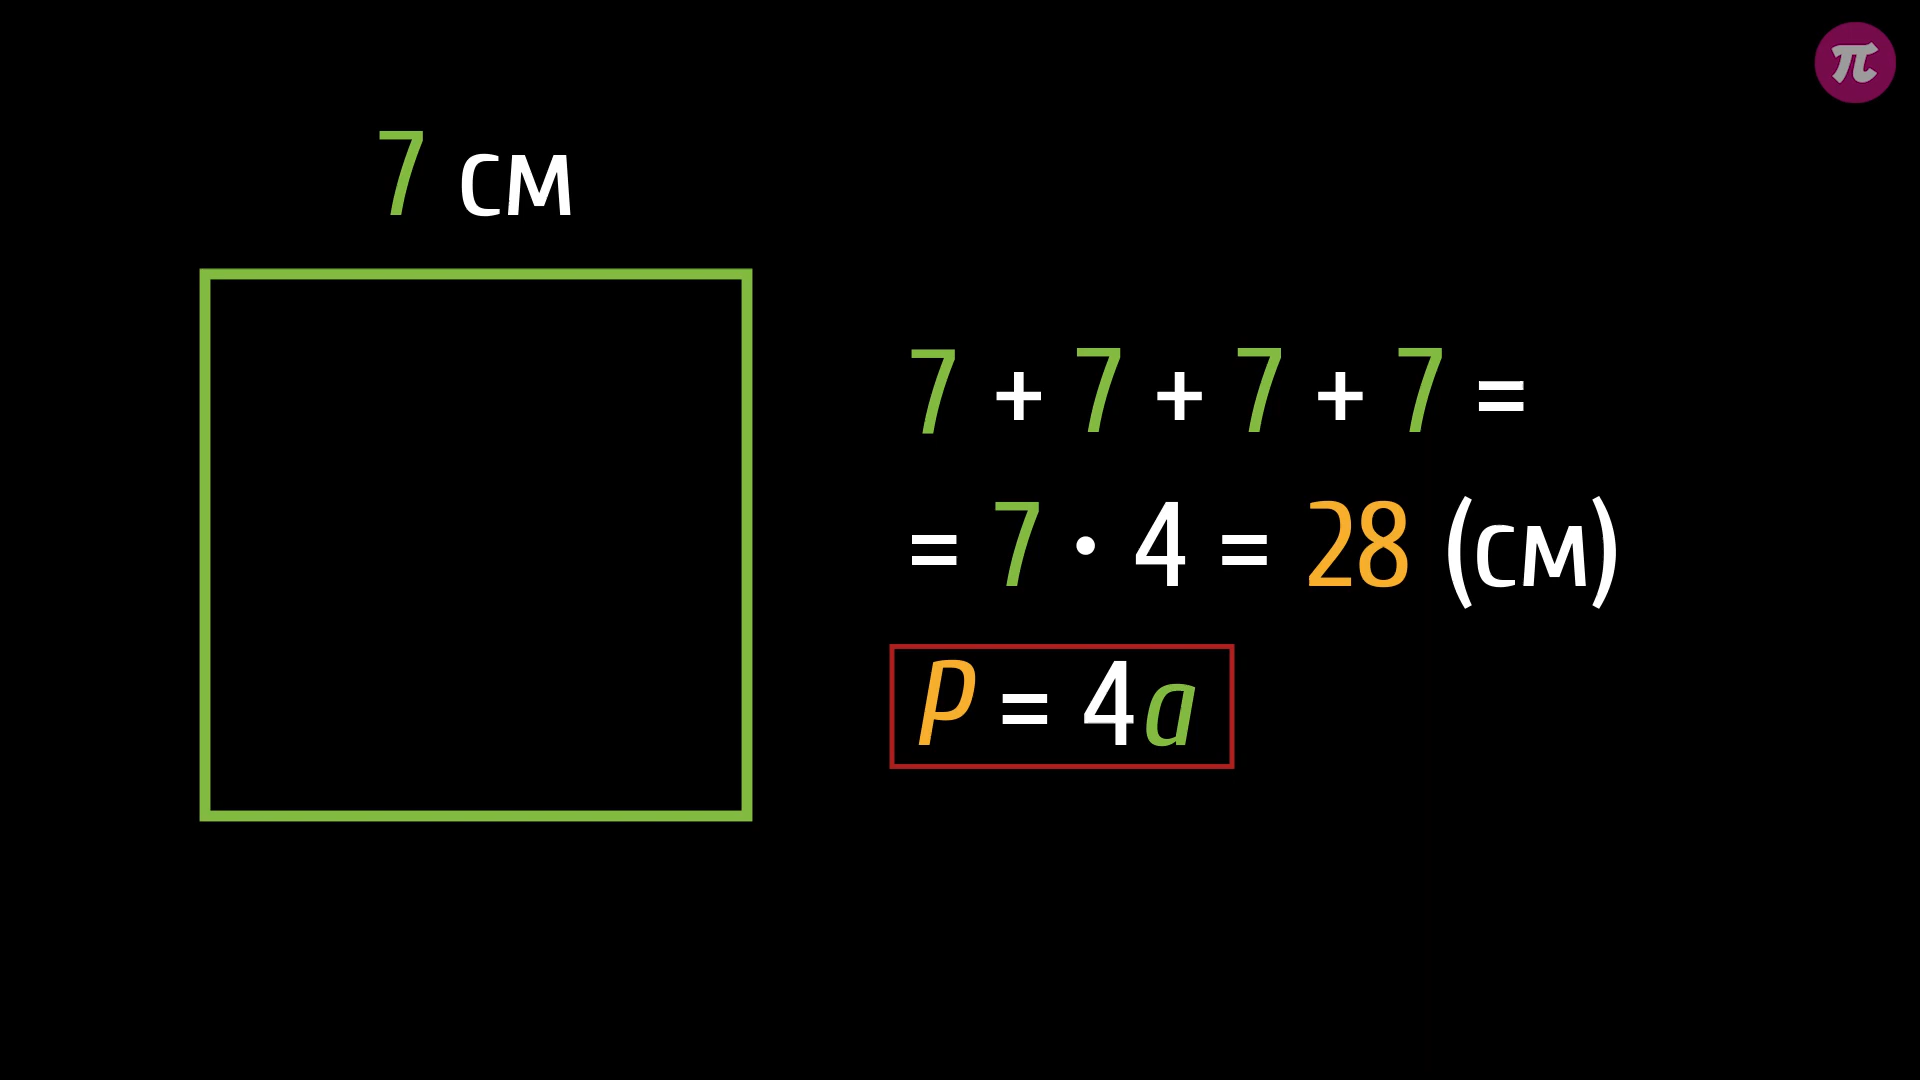 π
7 см
7 + 7 + 7 + 7 =
= 7 · 4 = 28 (см)
P = 4a